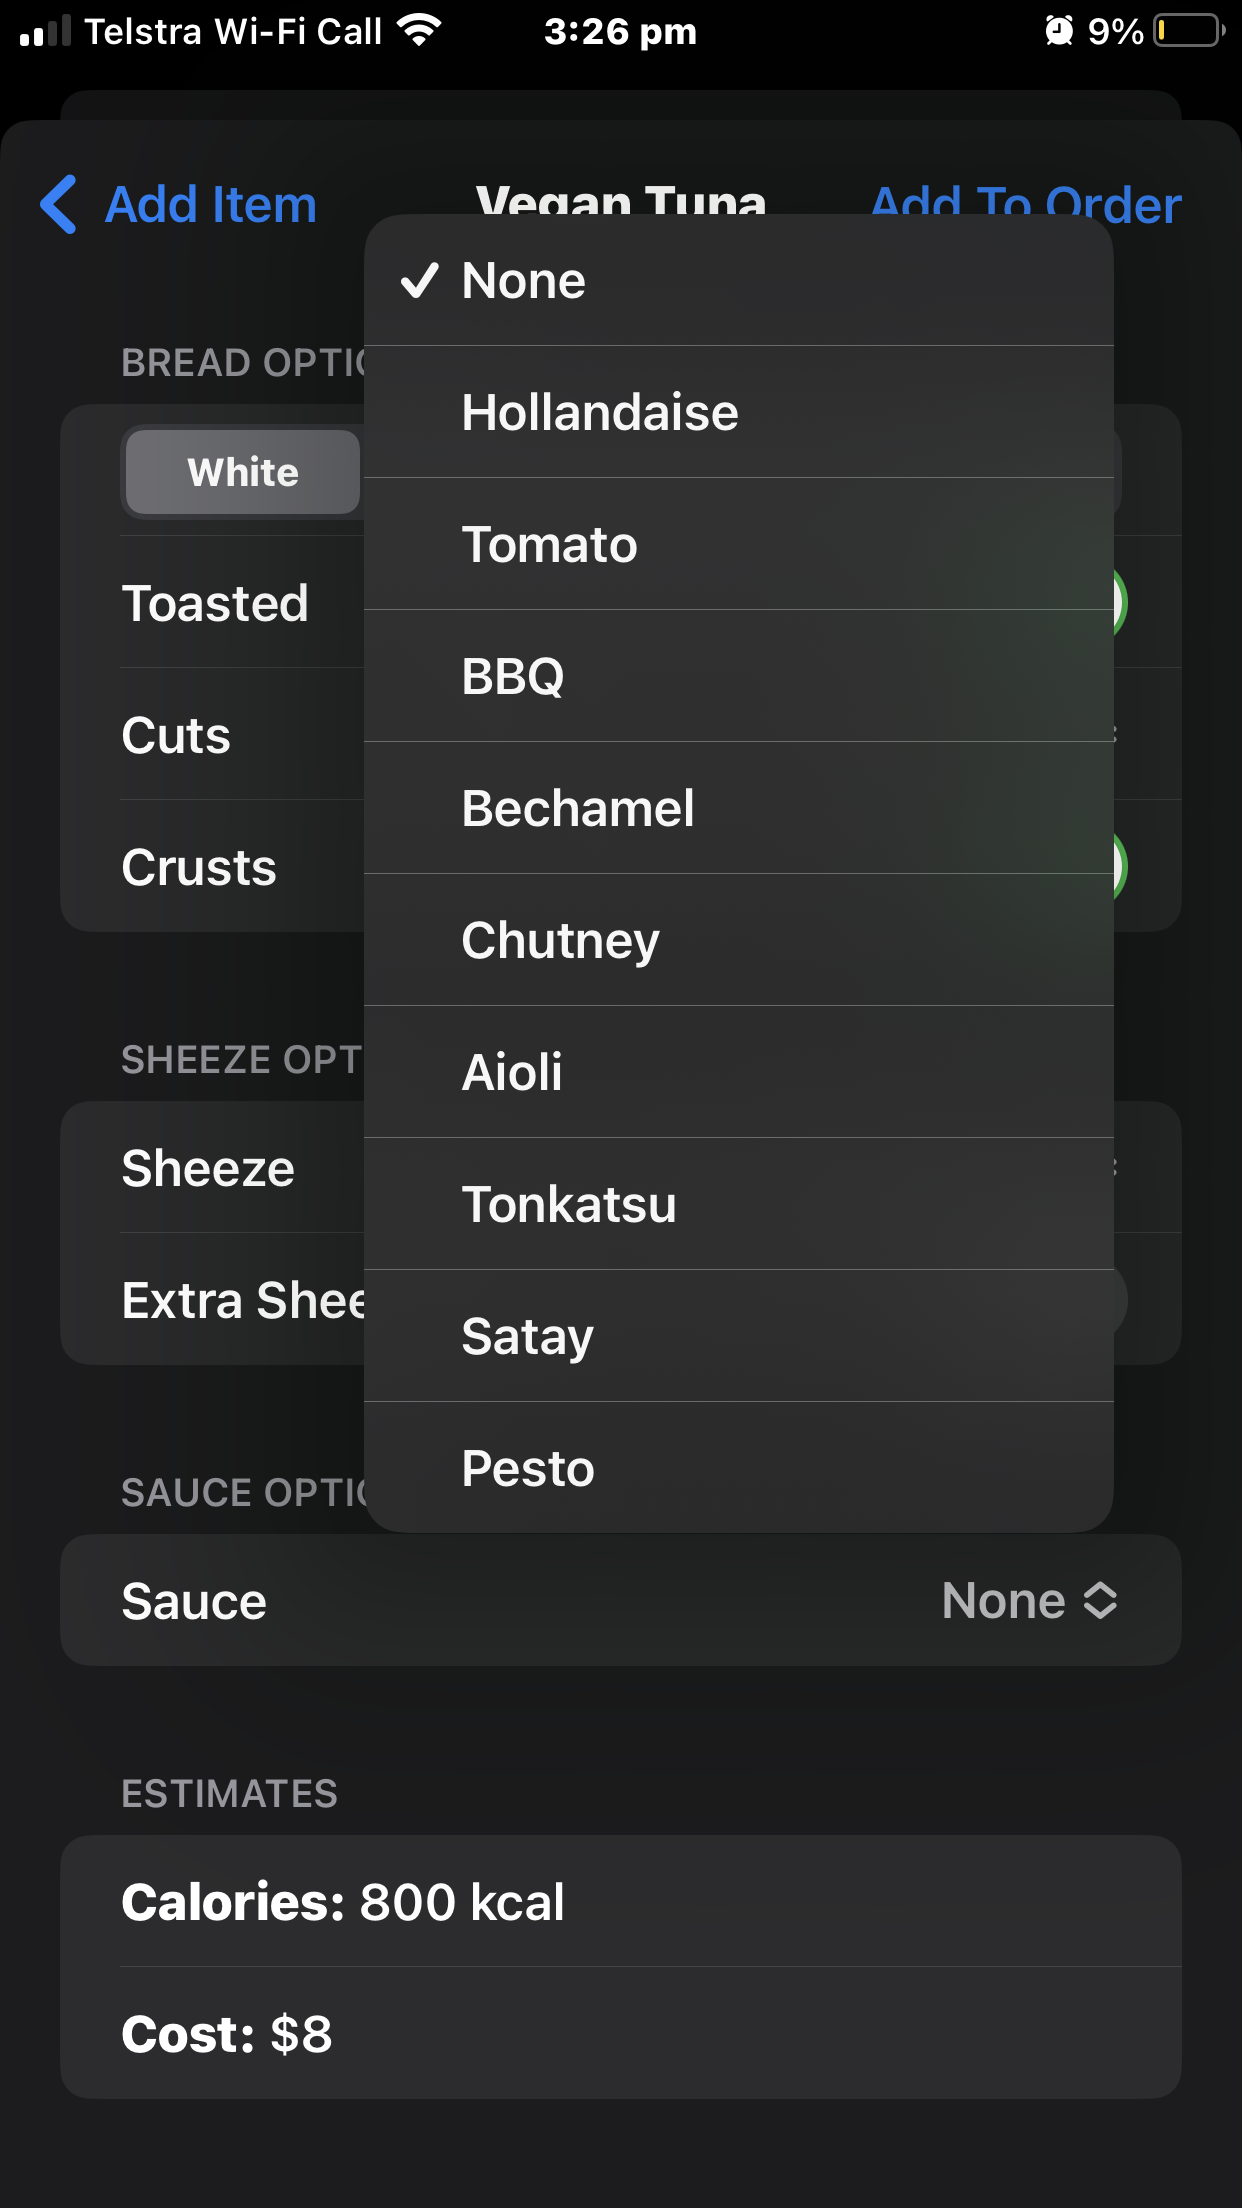 Telstra Wi-Fi Call 3:26 pm 9%
Add Item Vegan Tuna Add To Order
None
BREAD OPTIO
Hollandaise
White
Tomato
Toasted
BBQ
Cuts
Bechamel
Crusts
Chutney
SHEEZE OPT
Aioli
Sheeze
Tonkatsu
Extra Shee
Satay
Pesto
SAUCE OPTIO
Sauce None
ESTIMATES
Calories: 800 kcal
Cost: $8